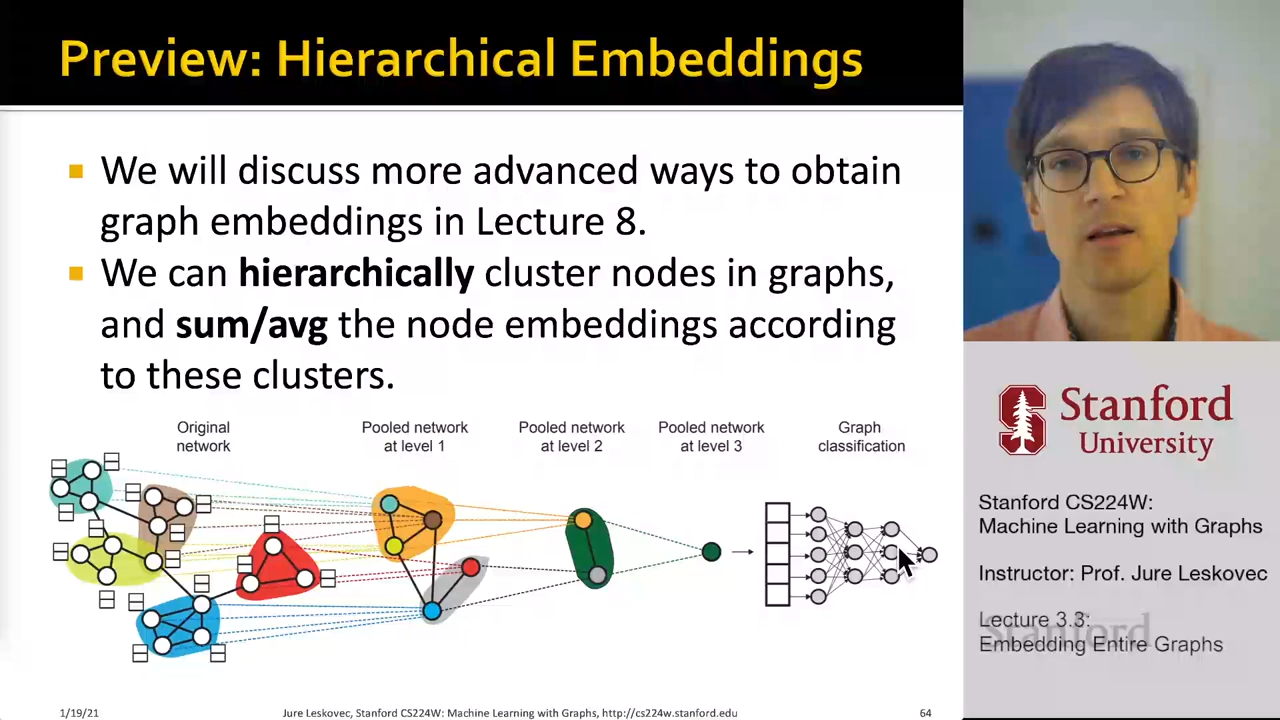 Preview: Hierarchical Embeddings
We will discuss more advanced ways to obtain
graph embeddings in Lecture 8.
We can hierarchically cluster nodes in graphs,
and sum/avg the node embeddings according
to these clusters.
Original
network
Pooled network
at level 1
Pooled network
at level 2
Pooled network
at level 3
Graph
classification
1/19/21
Jure Leskovec, Stanford CS224W: Machine Learning with Graphs, http://cs224w.stanford.edu
64
Stanford
University
Stanford CS224W:
Machine Learning with Graphs
Instructor: Prof. Jure Leskovec
Lecture 3.3:
Embedding Entire Graphs
Stanford